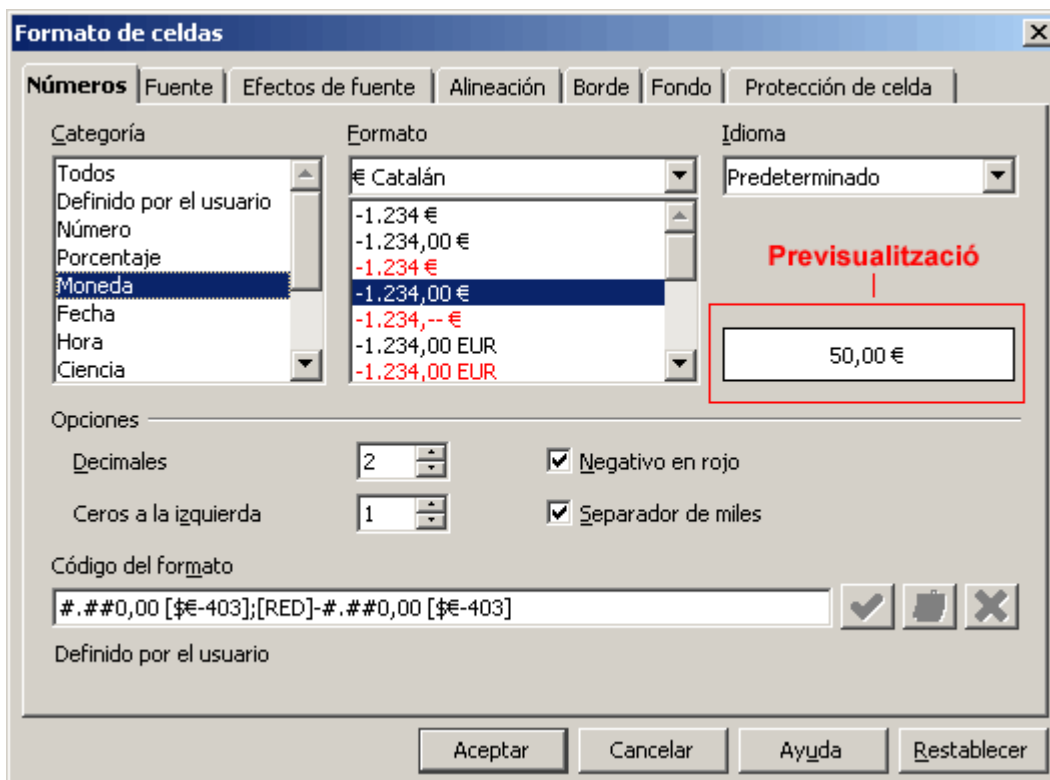 Formato de celdas
Números Fuente Efectos de fuente Alineación Borde Fondo Protección de celda
Categoría Formato Idioma
Todos
Definido por el usuario
Número
Porcentaje
Moneda
Fecha
Hora
Ciencia
€ Catalán
-1.234 €
-1.234,00 €
-1.234 €
-1.234,00 €
-1.234,-- €
-1.234,00 EUR
-1.234,00 EUR
Predeterminado
Previsualització
50,00 €
Opciones
Decimales 2 Negativo en rojo
Ceros a la izquierda 1 Separador de miles
Código del formato
#.##0,00 [$€-403];[RED]-#.##0,00 [$€-403]
Definido por el usuario
Aceptar Cancelar Ayuda Restablecer